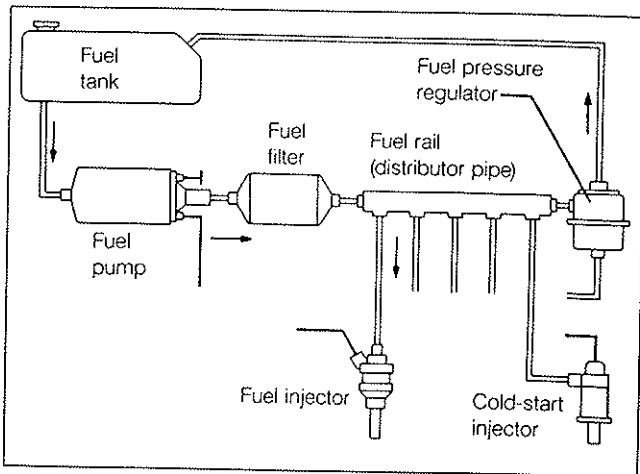 Fuel
tank
Fuel pressure
regulator
Fuel
filter
Fuel rail
(distributor pipe)
Fuel
pump
Fuel injector
Cold-start
injector